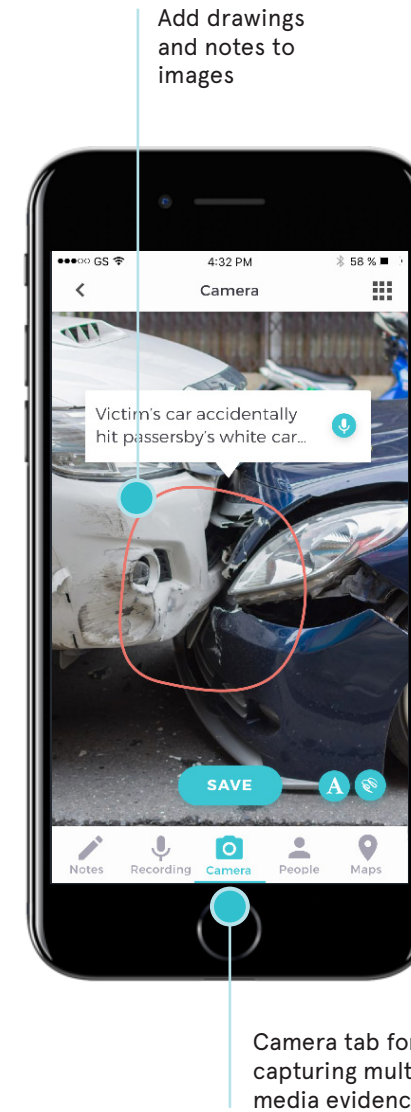 Add drawings
and notes to
images
GS 4:32 PM 58 %
Camera
Victim's car accidentally
hit passersby's white car...
SAVE A
Notes Recording Camera People Maps
Camera tab for
capturing mult
media evidenc